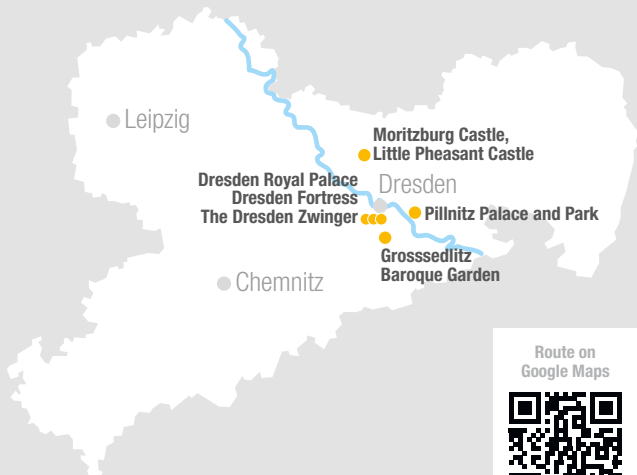 Leipzig
Moritzburg Castle,
Little Pheasant Castle
Dresden Royal Palace
Dresden Fortress
The Dresden Zwinger
Dresden
Pillnitz Palace and Park
Grosssedlitz
Baroque Garden
Chemnitz
Route on
Google Maps